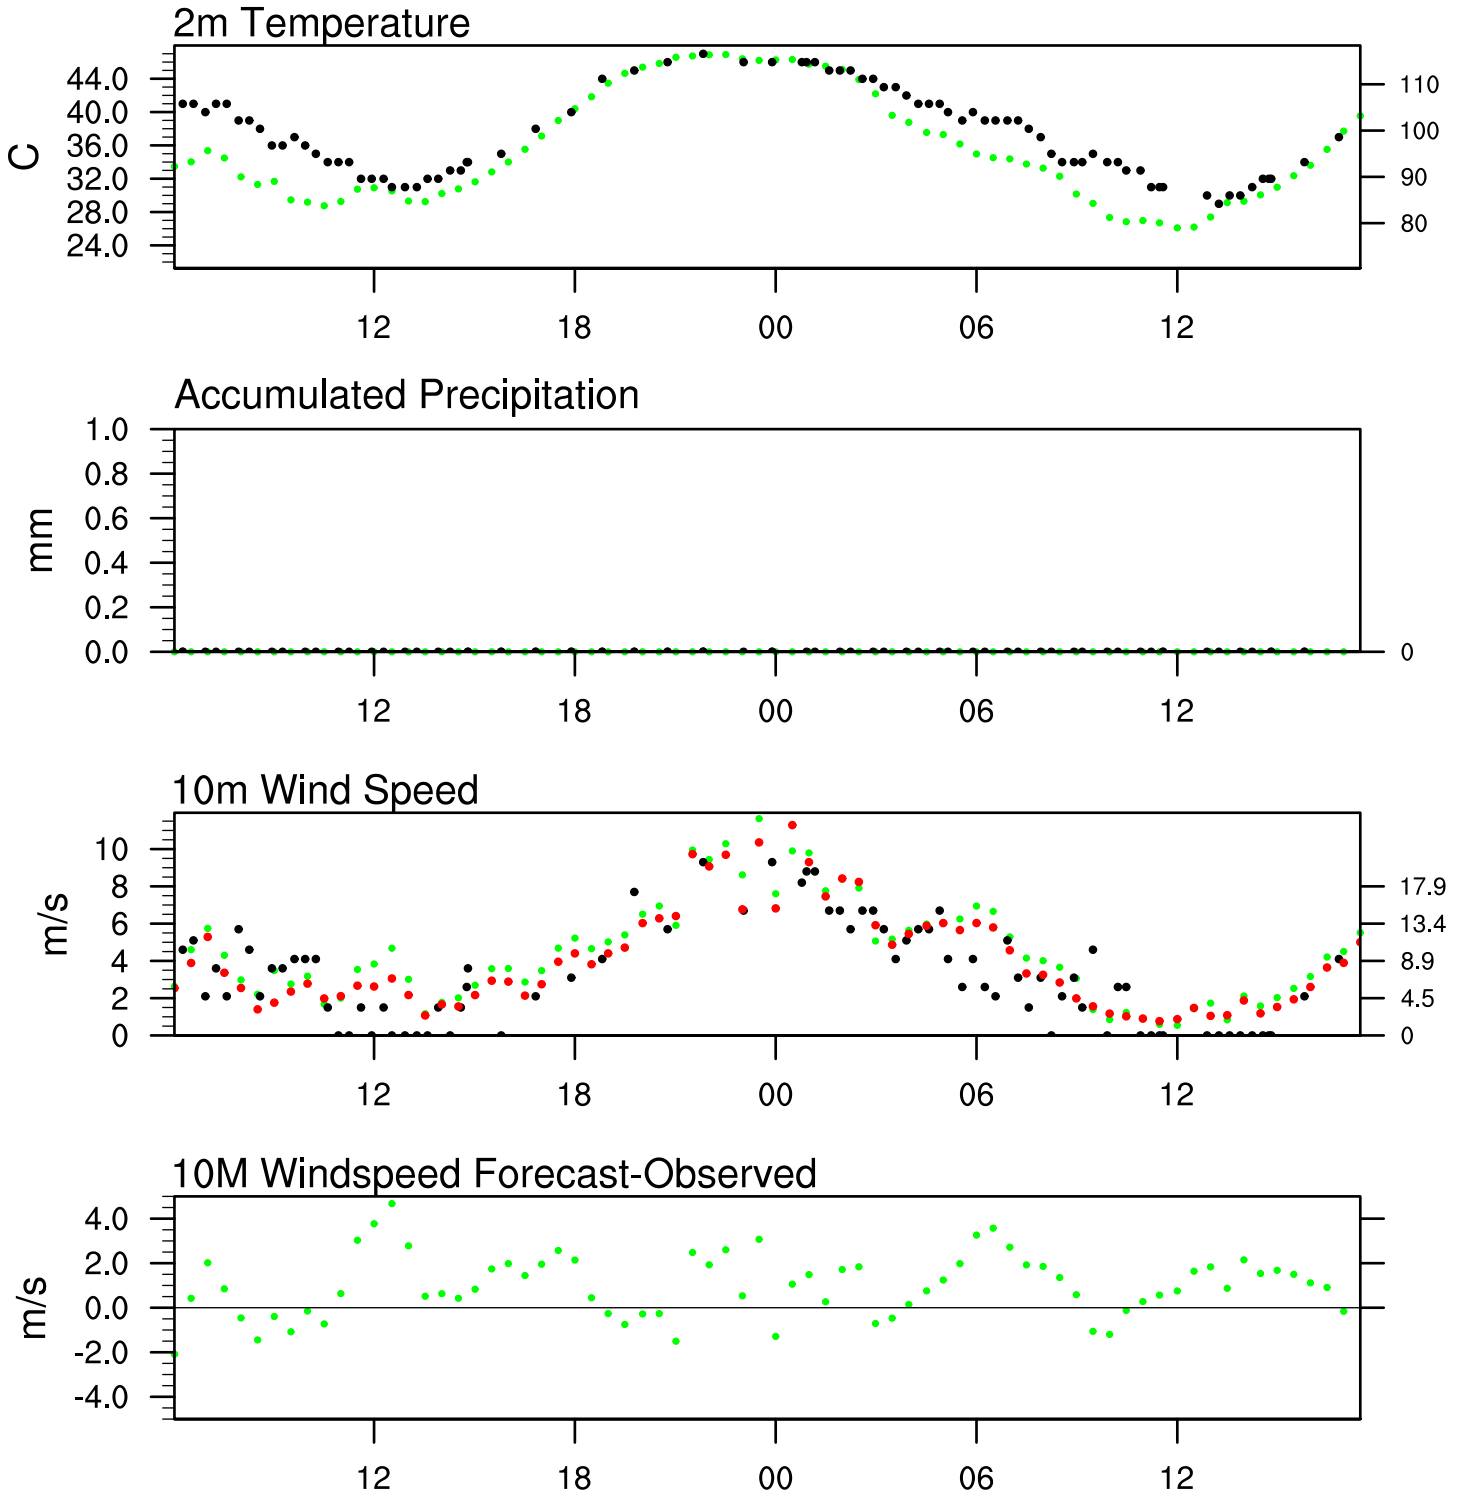 2m Temperature
C
44.0
40.0
36.0
32.0
28.0
24.0
110
100
90
80
12 18 00 06 12
Accumulated Precipitation
mm
1.0
0.8
0.6
0.4
0.2
0.0
0
12 18 00 06 12
10m Wind Speed
m/s
10
8
6
4
2
0
17.9
13.4
8.9
4.5
0
12 18 00 06 12
10M Windspeed Forecast-Observed
m/s
4.0
2.0
0.0
-2.0
-4.0
12 18 00 06 12